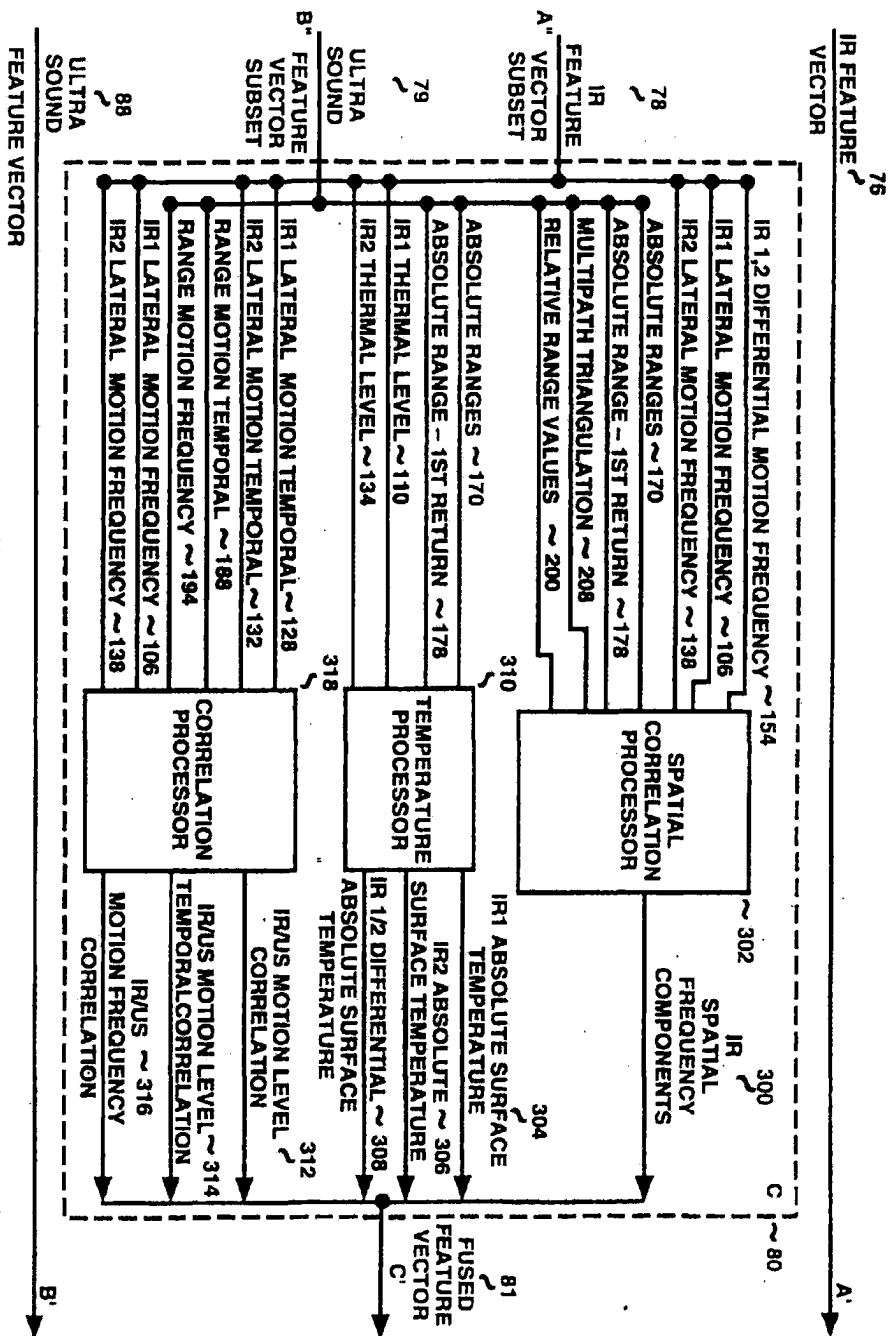 IR FEATURE ~ 76
VECTOR
A'
A"
IR
FEATURE
VECTOR
SUBSET
~
78
B"
FEATURE
VECTOR
SUBSET
ULTRA
SOUND
~
79
ULTRA
SOUND
~
88
FEATURE VECTOR
B'
C
~ 80
IR 1,2 DIFFERENTIAL MOTION FREQUENCY ~ 154
IR1 LATERAL MOTION FREQUENCY ~ 106
IR2 LATERAL MOTION FREQUENCY ~ 138
ABSOLUTE RANGES ~ 170
ABSOLUTE RANGE – 1ST RETURN ~ 178
MULTIPATH TRIANGULATION ~ 208
RELATIVE RANGE VALUES ~ 200
SPATIAL
CORRELATION
PROCESSOR
~ 302
IR ~ 300
SPATIAL
FREQUENCY
COMPONENTS
ABSOLUTE RANGES ~ 170
ABSOLUTE RANGE – 1ST RETURN ~ 178
IR1 THERMAL LEVEL ~ 110
IR2 THERMAL LEVEL ~ 134
310
~
TEMPERATURE
PROCESSOR
IR1 ABSOLUTE SURFACE ~ 304
TEMPERATURE
IR2 ABSOLUTE ~ 306
SURFACE TEMPERATURE
IR 1/2 DIFFERENTIAL ~ 308
ABSOLUTE SURFACE
TEMPERATURE
IR1 LATERAL MOTION TEMPORAL ~ 128
IR2 LATERAL MOTION TEMPORAL ~ 132
RANGE MOTION TEMPORAL ~ 188
RANGE MOTION FREQUENCY ~ 194
IR1 LATERAL MOTION FREQUENCY ~ 106
IR2 LATERAL MOTION FREQUENCY ~ 138
318
~
CORRELATION
PROCESSOR
IR/US MOTION LEVEL ~ 312
CORRELATION
IR/US MOTION LEVEL ~ 314
TEMPORAL CORRELATION
IR/US ~ 316
MOTION FREQUENCY
CORRELATION
81
~
FUSED
FEATURE
VECTOR
C'